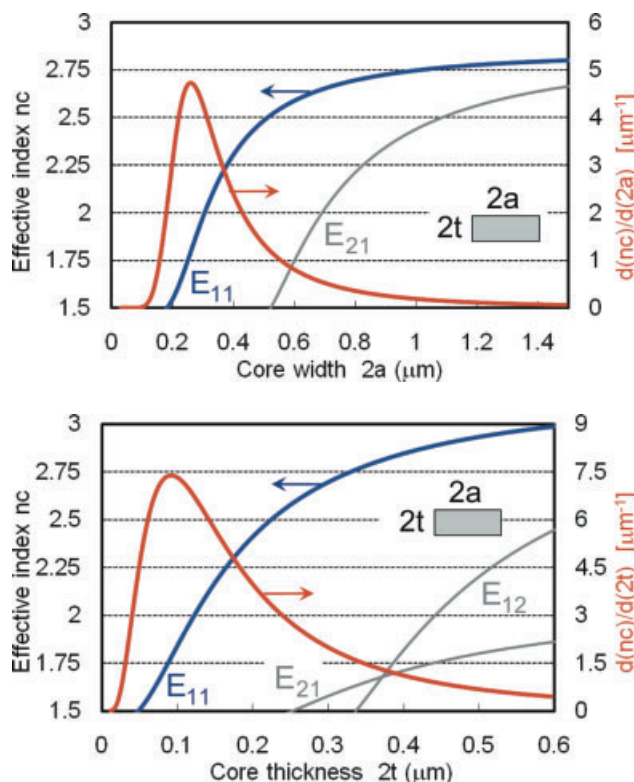 3
2.75
2.5
2.25
2
1.75
1.5
Effective index nc
6
5
4
3
2
1
0
d(nc)/d(2a) [μm⁻¹]
E₁₁
E₂₁
2a
2t
0 0.2 0.4 0.6 0.8 1 1.2 1.4
Core width 2a (μm)
3
2.75
2.5
2.25
2
1.75
1.5
Effective index nc
9
7.5
6
4.5
3
1.5
0
d(nc)/d(2t) [μm⁻¹]
2a
2t
E₁₂
E₁₁
E₂₁
0 0.1 0.2 0.3 0.4 0.5 0.6
Core thickness 2t (μm)